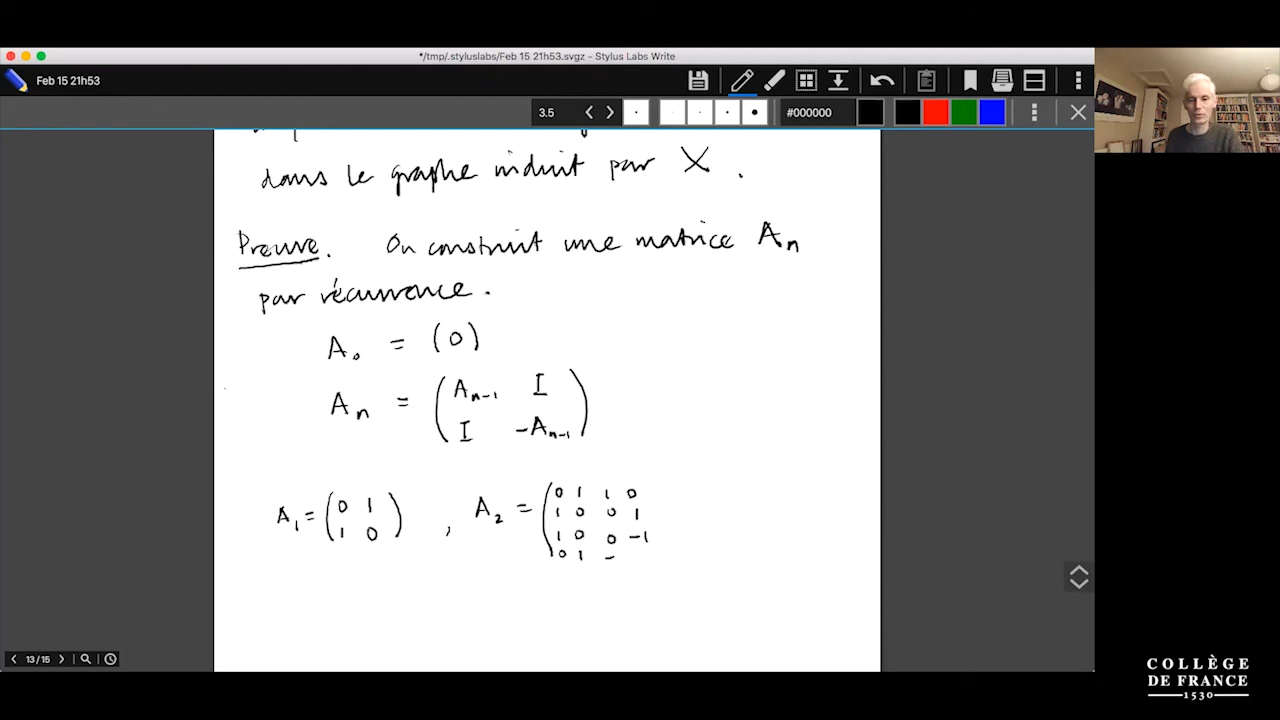 */tmp/.styluslabs/Feb 15 21h53.svgz - Stylus Labs Write
Feb 15 21h53
3.5
#000000
dans le graphe induit par X .
Preuve. On construit une matrice Aₙ
par récurrence.
A₀ = (0)
Aₙ = ( Aₙ₋₁ I
I -Aₙ₋₁ )
A₁ = ( 0 1
1 0 ) , A₂ = ( 0 1 1 0
1 0 0 1
1 0 0 -1
0 1 -
13/15
COLLÈGE
DE FRANCE
1530